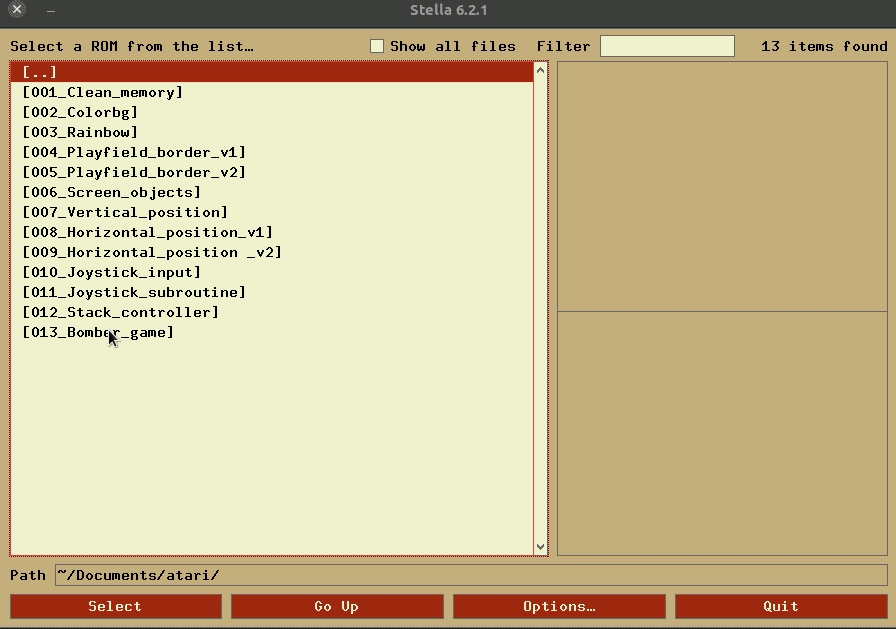 Stella 6.2.1
Select a ROM from the list… Show all files Filter 13 items found
[..]
[001_Clean_memory]
[002_Colorbg]
[003_Rainbow]
[004_Playfield_border_v1]
[005_Playfield_border_v2]
[006_Screen_objects]
[007_Vertical_position]
[008_Horizontal_position_v1]
[009_Horizontal_position _v2]
[010_Joystick_input]
[011_Joystick_subroutine]
[012_Stack_controller]
[013_Bomber_game]
Path ~/Documents/atari/
Select Go Up Options… Quit